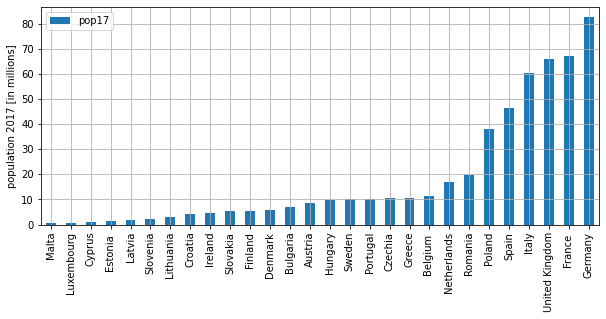 pop17
population 2017 [in millions]
80
70
60
50
40
30
20
10
0
Malta
Luxembourg
Cyprus
Estonia
Latvia
Slovenia
Lithuania
Croatia
Ireland
Slovakia
Finland
Denmark
Bulgaria
Austria
Hungary
Sweden
Portugal
Czechia
Greece
Belgium
Netherlands
Romania
Poland
Spain
Italy
United Kingdom
France
Germany